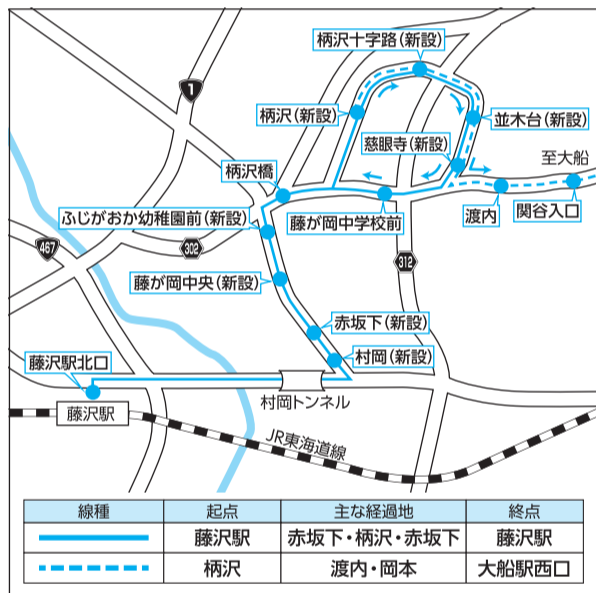 柄沢十字路(新設)
1
柄沢(新設)
並木台(新設)
慈眼寺(新設)
至大船
柄沢橋
ふじがおか幼稚園前(新設)
藤が岡中学校前
渡内
関谷入口
467
302
312
藤が岡中央(新設)
赤坂下(新設)
藤沢駅北口
村岡(新設)
藤沢駅
村岡トンネル
JR東海道線
線種 起点 主な経過地 終点
藤沢駅 赤坂下・柄沢・赤坂下 藤沢駅
柄沢 渡内・岡本 大船駅西口